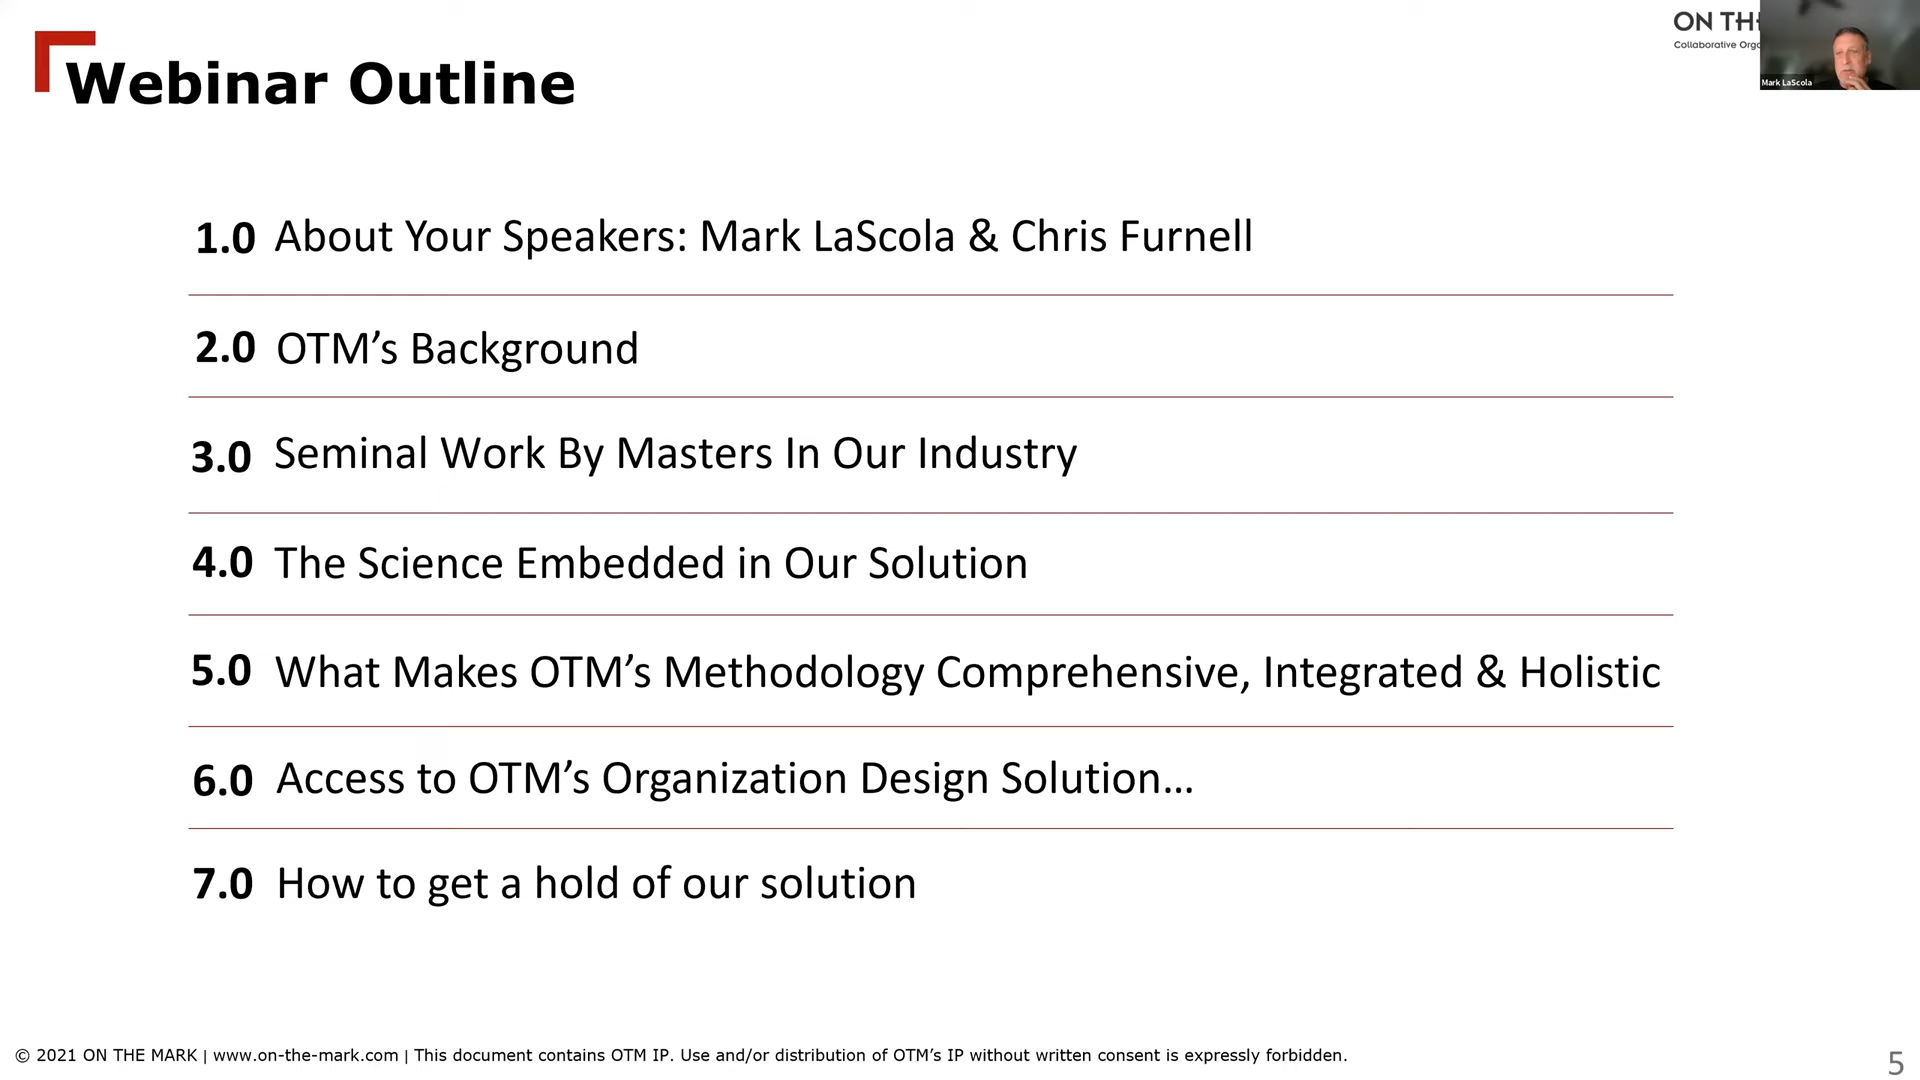 ON THE
Collaborative Orga
Mark LaScola
Webinar Outline
1.0 About Your Speakers: Mark LaScola & Chris Furnell
2.0 OTM’s Background
3.0 Seminal Work By Masters In Our Industry
4.0 The Science Embedded in Our Solution
5.0 What Makes OTM’s Methodology Comprehensive, Integrated & Holistic
6.0 Access to OTM’s Organization Design Solution…
7.0 How to get a hold of our solution
© 2021 ON THE MARK | www.on-the-mark.com | This document contains OTM IP. Use and/or distribution of OTM’s IP without written consent is expressly forbidden.
5